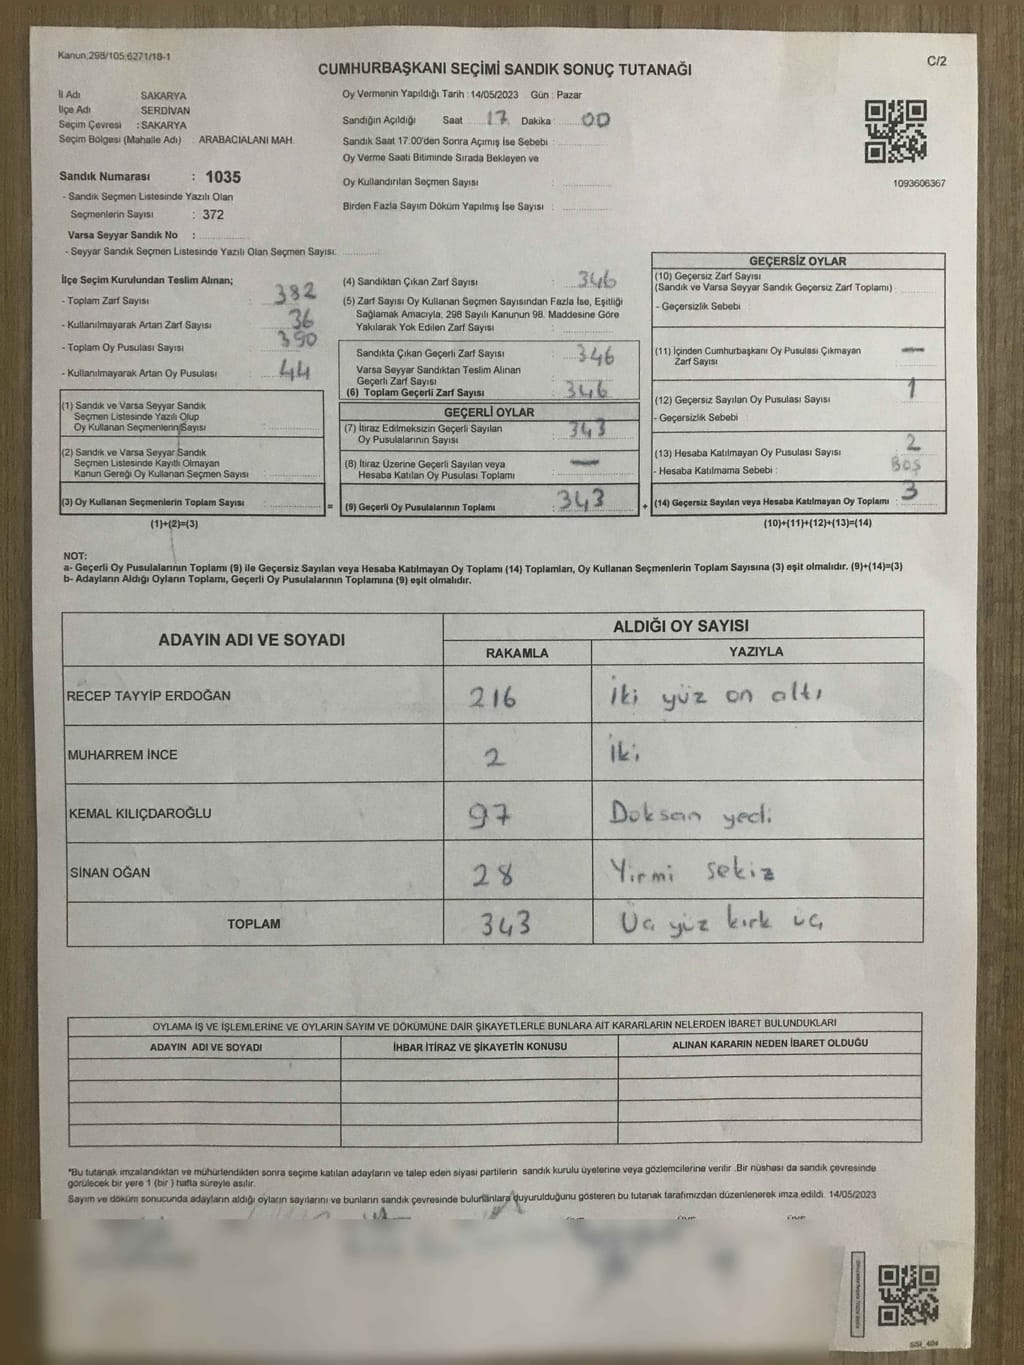 Kanun;298/105;6271/18-1
C/2
CUMHURBAŞKANI SEÇİMİ SANDIK SONUÇ TUTANAĞI
İl Adı SAKARYA
İlçe Adı SERDİVAN
Seçim Çevresi : SAKARYA
Seçim Bölgesi (Mahalle Adı) : ARABACIALANI MAH.
Sandık Numarası : 1035
- Sandık Seçmen Listesinde Yazılı Olan
Seçmenlerin Sayısı : 372
Varsa Seyyar Sandık No :
- Seyyar Sandık Seçmen Listesinde Yazılı Olan Seçmen Sayısı:
Oy Vermenin Yapıldığı Tarih : 14/05/2023 Gün : Pazar
Sandığın Açıldığı Saat 17 Dakika 00
Sandık Saat 17.00'den Sonra Açımış İse Sebebi :
Oy Verme Saati Bitiminde Sırada Bekleyen ve
Oy Kullandırılan Seçmen Sayısı :
Birden Fazla Sayım Döküm Yapılmış İse Sayısı :
1093606367
İlçe Seçim Kurulundan Teslim Alınan;
- Toplam Zarf Sayısı 382
- Kullanılmayarak Artan Zarf Sayısı 36
- Toplam Oy Pusulası Sayısı 390
- Kullanılmayarak Artan Oy Pusulası 44
(1) Sandık ve Varsa Seyyar Sandık
Seçmen Listesinde Yazılı Olup
Oy Kullanan Seçmenlerin Sayısı
(2) Sandık ve Varsa Seyyar Sandık
Seçmen Listesinde Kayıtlı Olmayan
Kanun Gereği Oy Kullanan Seçmen Sayısı
(3) Oy Kullanan Seçmenlerin Toplam Sayısı =
(1)+(2)=(3)
(4) Sandıktan Çıkan Zarf Sayısı : 346
(5) Zarf Sayısı Oy Kullanan Seçmen Sayısından Fazla İse, Eşitliği
Sağlamak Amacıyla; 298 Sayılı Kanunun 98. Maddesine Göre
Yakılarak Yok Edilen Zarf Sayısı :
Sandıkta Çıkan Geçerli Zarf Sayısı : 346
Varsa Seyyar Sandıktan Teslim Alınan
Geçerli Zarf Sayısı
(6) Toplam Geçerli Zarf Sayısı : 346
GEÇERLİ OYLAR
(7) İtiraz Edilmeksizin Geçerli Sayılan 343
Oy Pusulalarının Sayısı
(8) İtiraz Üzerine Geçerli Sayılan veya —
Hesaba Katılan Oy Pusulası Toplamı
(9) Geçerli Oy Pusulalarının Toplamı : 343 +
GEÇERSİZ OYLAR
(10) Geçersiz Zarf Sayısı
(Sandık ve Varsa Seyyar Sandık Geçersiz Zarf Toplamı) :
- Geçersizlik Sebebi :
(11) İçinden Cumhurbaşkanı Oy Pusulası Çıkmayan —
Zarf Sayısı
(12) Geçersiz Sayılan Oy Pusulası Sayısı 1
- Geçersizlik Sebebi :
(13) Hesaba Katılmayan Oy Pusulası Sayısı 2
- Hesaba Katılmama Sebebi : BOŞ
(14) Geçersiz Sayılan veya Hesaba Katılmayan Oy Toplamı : 3
(10)+(11)+(12)+(13)=(14)
NOT:
a- Geçerli Oy Pusulalarının Toplamı (9) ile Geçersiz Sayılan veya Hesaba Katılmayan Oy Toplamı (14) Toplamları, Oy Kullanan Seçmenlerin Toplam Sayısına (3) eşit olmalıdır. (9)+(14)=(3)
b- Adayların Aldığı Oyların Toplamı, Geçerli Oy Pusulalarının Toplamına (9) eşit olmalıdır.
ADAYIN ADI VE SOYADI ALDIĞI OY SAYISI
RAKAMLA YAZIYLA
RECEP TAYYİP ERDOĞAN 216 İki yüz on altı
MUHARREM İNCE 2 İki
KEMAL KILIÇDAROĞLU 97 Doksan yedi
SİNAN OĞAN 28 Yirmi sekiz
TOPLAM 343 Üç yüz kırk üç
OYLAMA İŞ VE İŞLEMLERİNE VE OYLARIN SAYIM VE DÖKÜMÜNE DAİR ŞİKAYETLERLE BUNLARA AİT KARARLARIN NELERDEN İBARET BULUNDUKLARI
ADAYIN ADI VE SOYADI İHBAR İTİRAZ VE ŞİKAYETİN KONUSU ALINAN KARARIN NEDEN İBARET OLDUĞU
*Bu tutanak imzalandıktan ve mühürlendikten sonra seçime katılan adayların ve talep eden siyasi partilerin sandık kurulu üyelerine veya gözlemcilerine verilir .Bir nüshası da sandık çevresinde
görülecek bir yere 1 (bir ) hafta süreyle asılır.
Sayım ve döküm sonucunda adayların aldığı oyların sayılarını ve bunların sandık çevresinde bulunanlara duyurulduğunu gösteren bu tutanak tarafımızdan düzenlenerek imza edildi. 14/05/2023